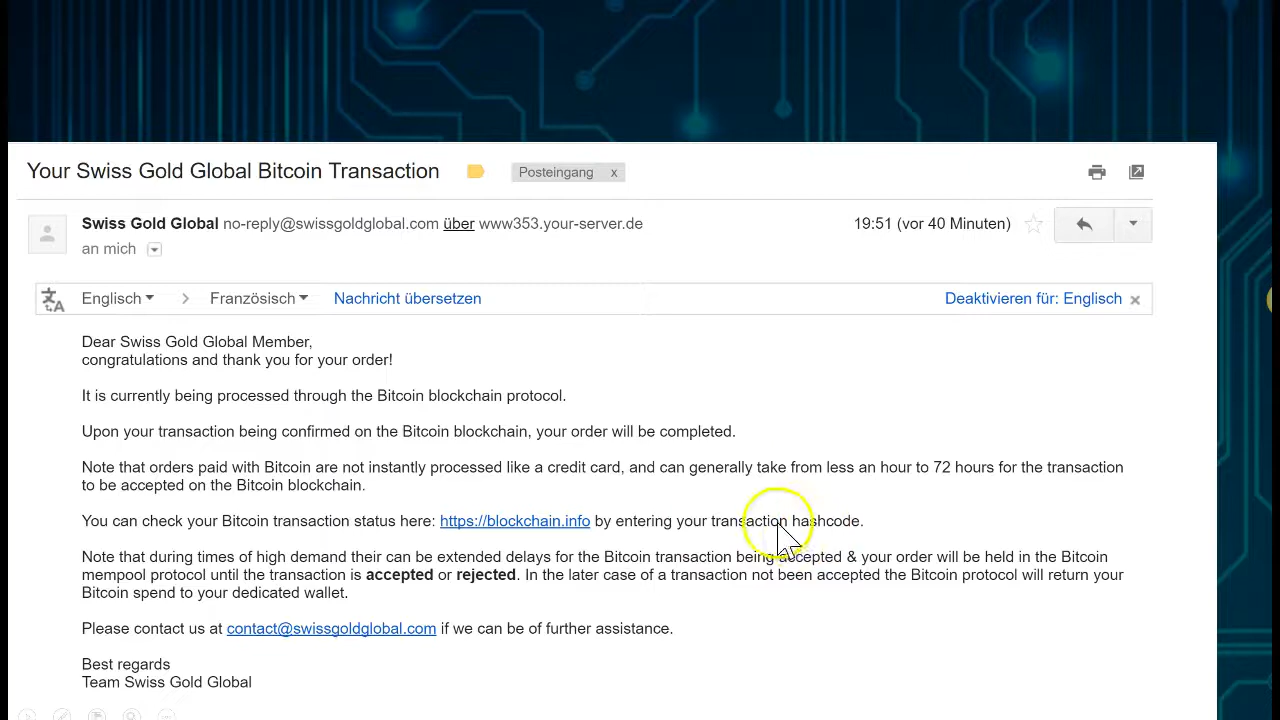 Your Swiss Gold Global Bitcoin Transaction Posteingang x
Swiss Gold Global no-reply@swissgoldglobal.com über www353.your-server.de 19:51 (vor 40 Minuten)
an mich
Englisch > Französisch Nachricht übersetzen Deaktivieren für: Englisch x
Dear Swiss Gold Global Member,
congratulations and thank you for your order!
It is currently being processed through the Bitcoin blockchain protocol.
Upon your transaction being confirmed on the Bitcoin blockchain, your order will be completed.
Note that orders paid with Bitcoin are not instantly processed like a credit card, and can generally take from less an hour to 72 hours for the transaction
to be accepted on the Bitcoin blockchain.
You can check your Bitcoin transaction status here: https://blockchain.info by entering your transaction hashcode.
Note that during times of high demand their can be extended delays for the Bitcoin transaction being accepted & your order will be held in the Bitcoin
mempool protocol until the transaction is accepted or rejected. In the later case of a transaction not been accepted the Bitcoin protocol will return your
Bitcoin spend to your dedicated wallet.
Please contact us at contact@swissgoldglobal.com if we can be of further assistance.
Best regards
Team Swiss Gold Global